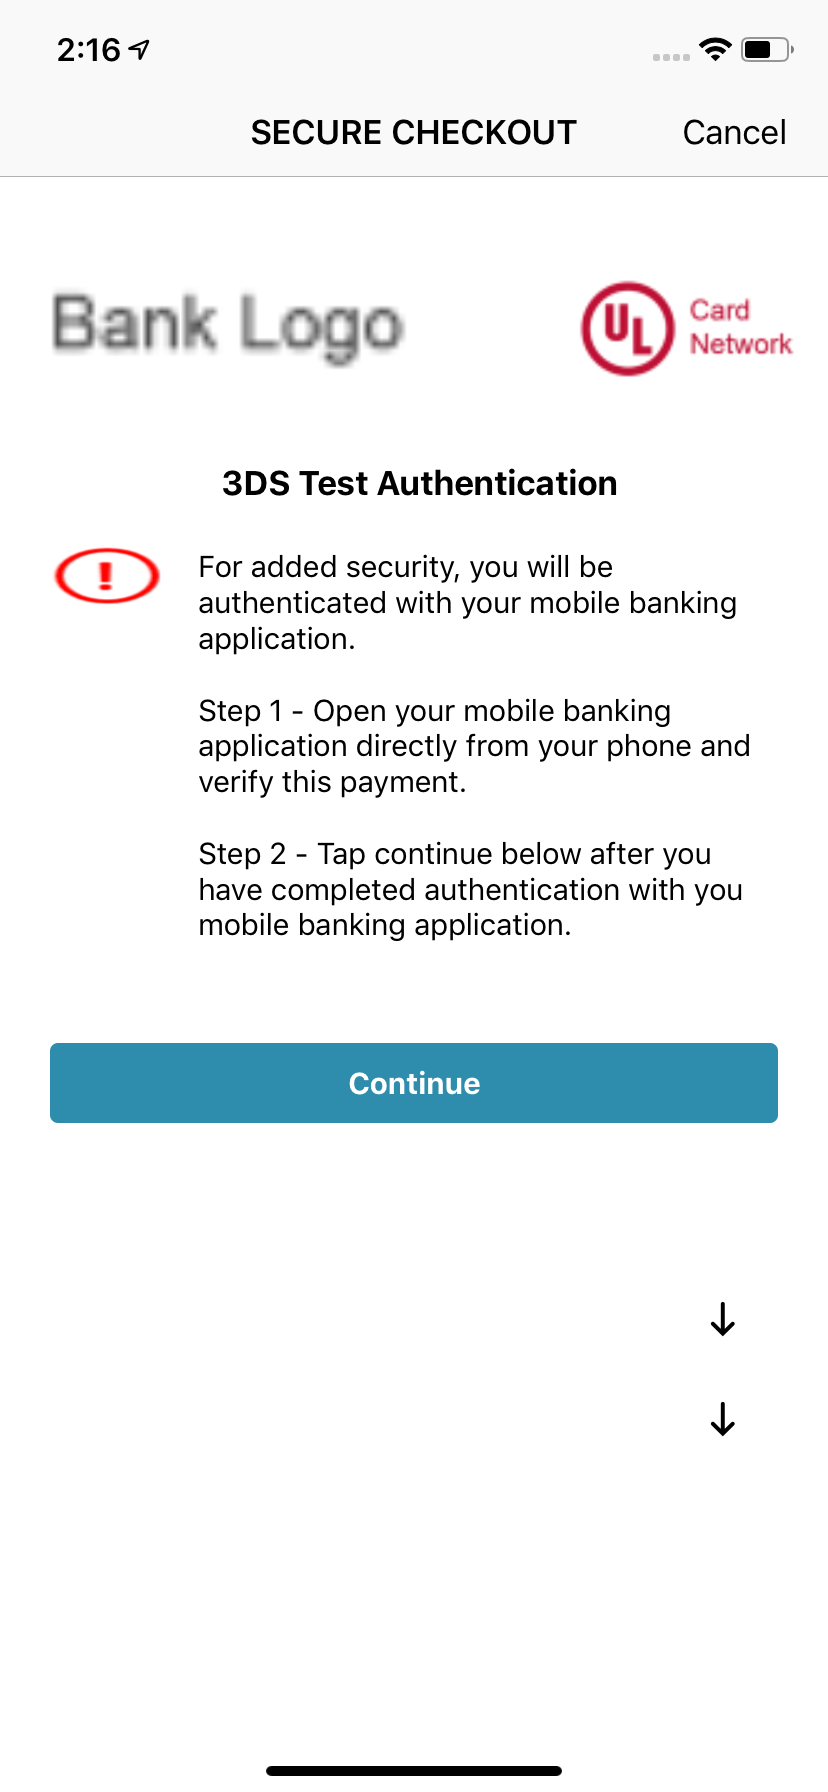 2:16
SECURE CHECKOUT
Cancel
Bank Logo
UL
Card
Network
3DS Test Authentication
!
For added security, you will be
authenticated with your mobile banking
application.
Step 1 - Open your mobile banking
application directly from your phone and
verify this payment.
Step 2 - Tap continue below after you
have completed authentication with you
mobile banking application.
Continue